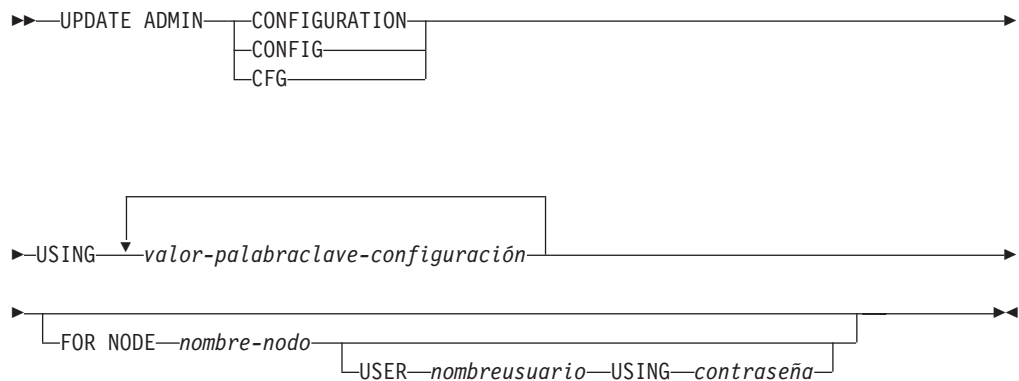 UPDATE ADMIN CONFIGURATION
CONFIG
CFG
USING valor-palabraclave-configuración
FOR NODE nombre-nodo
USER nombreusuario USING contraseña